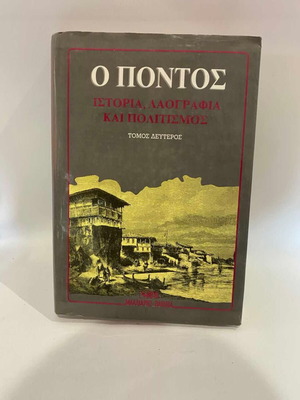 Ο ΠΟΝΤΟΣ
ΙΣΤΟΡΙΑ, ΛΑΟΓΡΑΦΙΑ
ΚΑΙ ΠΟΛΙΤΙΣΜΟΣ
ΤΟΜΟΣ ΔΕΥΤΕΡΟΣ